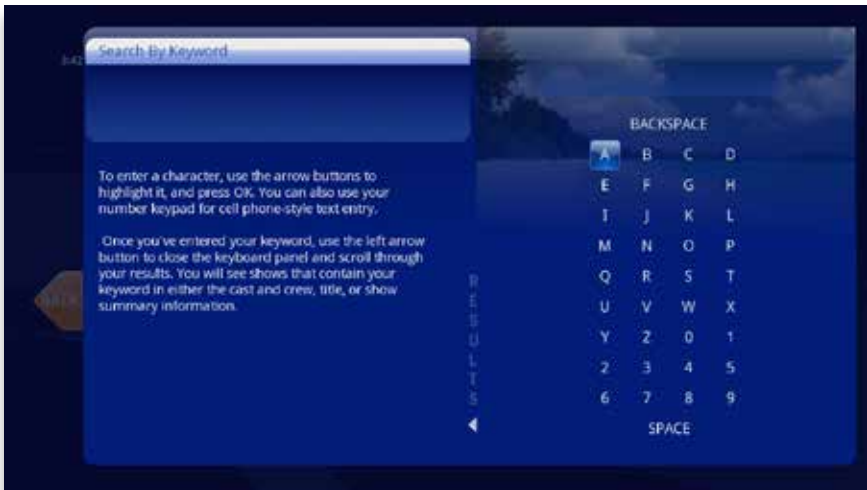 3:42
Search By Keyword
To enter a character, use the arrow buttons to
highlight it, and press OK. You can also use your
number keypad for cell phone-style text entry.
Once you've entered your keyword, use the left arrow
button to close the keyboard panel and scroll through
your results. You will see shows that contain your
keyword in either the cast and crew, title, or show
summary information.
BACK
RESULTS
BACKSPACE
A B C D
E F G H
I J K L
M N O P
Q R S T
U V W X
Y Z 0 1
2 3 4 5
6 7 8 9
SPACE